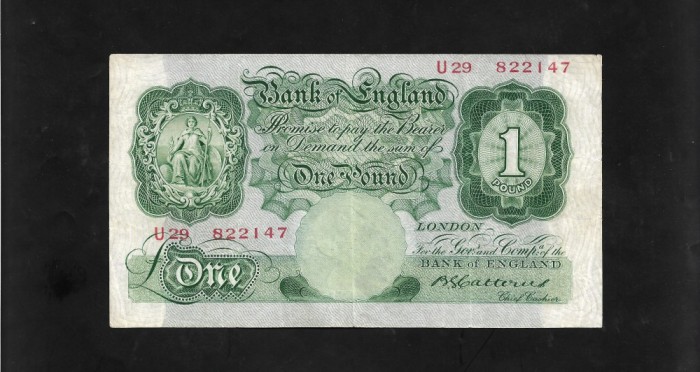 U29 822147
Bank of England
Promise to pay the Bearer
on Demand the sum of
One Pound
1
POUND
U29 822147
LONDON
For the Govr. and Compa. of the
BANK of ENGLAND
B G Catterns
Chief Cashier
£One